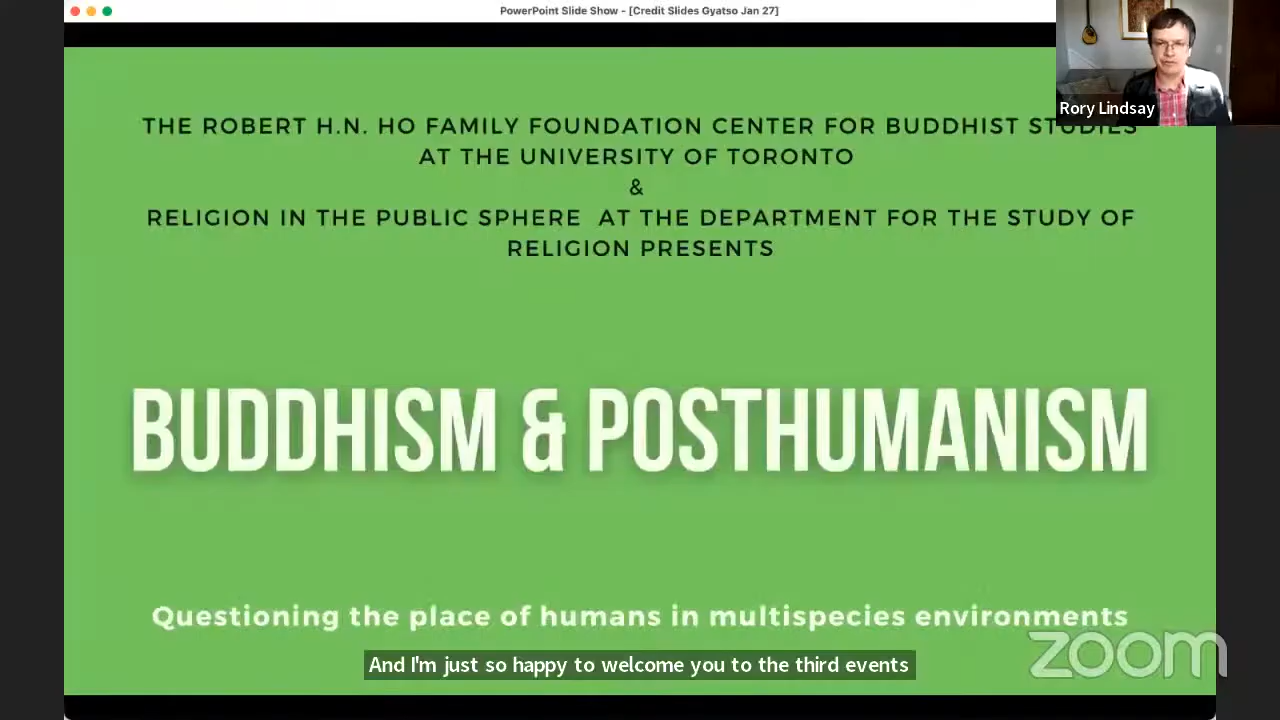 PowerPoint Slide Show - [Credit Slides Gyatso Jan 27]
Rory Lindsay
THE ROBERT H.N. HO FAMILY FOUNDATION CENTER FOR BUDDHIST STUDIES
AT THE UNIVERSITY OF TORONTO
&
RELIGION IN THE PUBLIC SPHERE AT THE DEPARTMENT FOR THE STUDY OF
RELIGION PRESENTS
BUDDHISM & POSTHUMANISM
Questioning the place of humans in multispecies environments
zoom
And I'm just so happy to welcome you to the third events